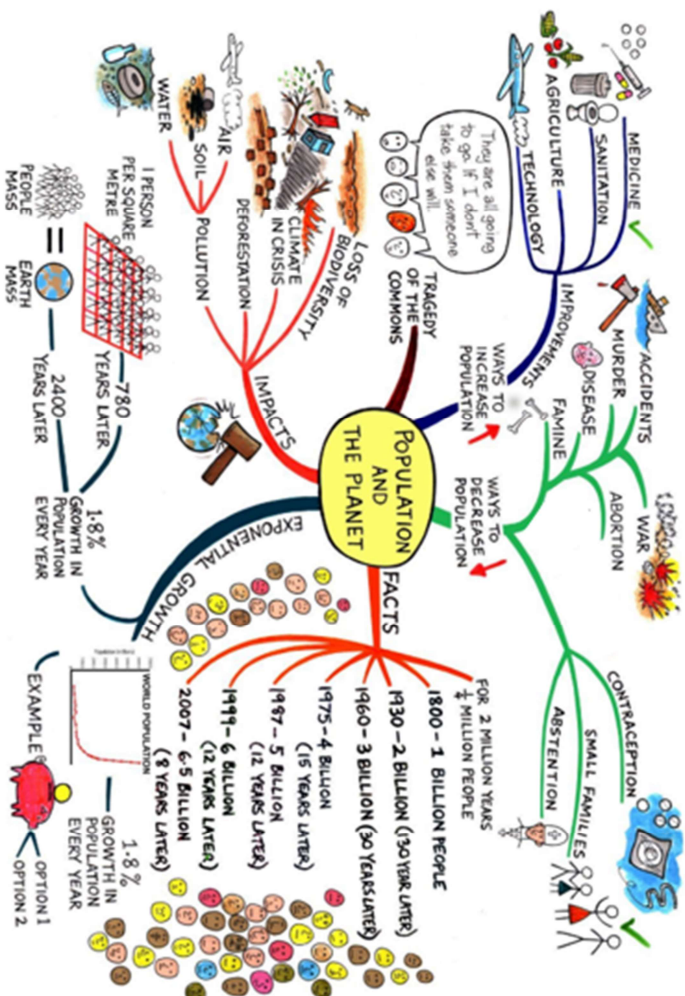 POPULATION
AND
THE PLANET
WAYS TO
INCREASE
POPULATION
IMPROVEMENTS
MEDICINE
SANITATION
AGRICULTURE
TECHNOLOGY
WAYS TO
DECREASE
POPULATION
ACCIDENTS
MURDER
DISEASE
FAMINE
WAR
ABORTION
CONTRACEPTION
SMALL FAMILIES
ABSTENTION
FACTS
FOR 2 MILLION YEARS
¼ MILLION PEOPLE
1800-1 BILLION PEOPLE
1930-2 BILLION (130 YEAR LATER)
1960-3 BILLION (30 YEARS LATER)
1975-4 BILLION
(15 YEARS LATER)
1987-5 BILLION
(12 YEARS LATER)
1999-6 BILLION
(12 YEARS LATER)
2007-6.5 BILLION
(8 YEARS LATER)
EXPONENTIAL GROWTH
1.8%
GROWTH IN
POPULATION
EVERY YEAR
780
YEARS LATER
1 PERSON
PER SQUARE
METRE
2400
YEARS LATER
PEOPLE
MASS
=
EARTH
MASS
WORLD POPULATION
1.8%
GROWTH IN
POPULATION
EVERY YEAR
EXAMPLE
OPTION 1
OPTION 2
IMPACTS
LOSS OF
BIODIVERSITY
CLIMATE
IN CRISIS
DEFORESTATION
POLLUTION
AIR
SOIL
WATER
TRAGEDY
OF THE
COMMONS
They are all going
to go. If I don't
take them someone
else will.